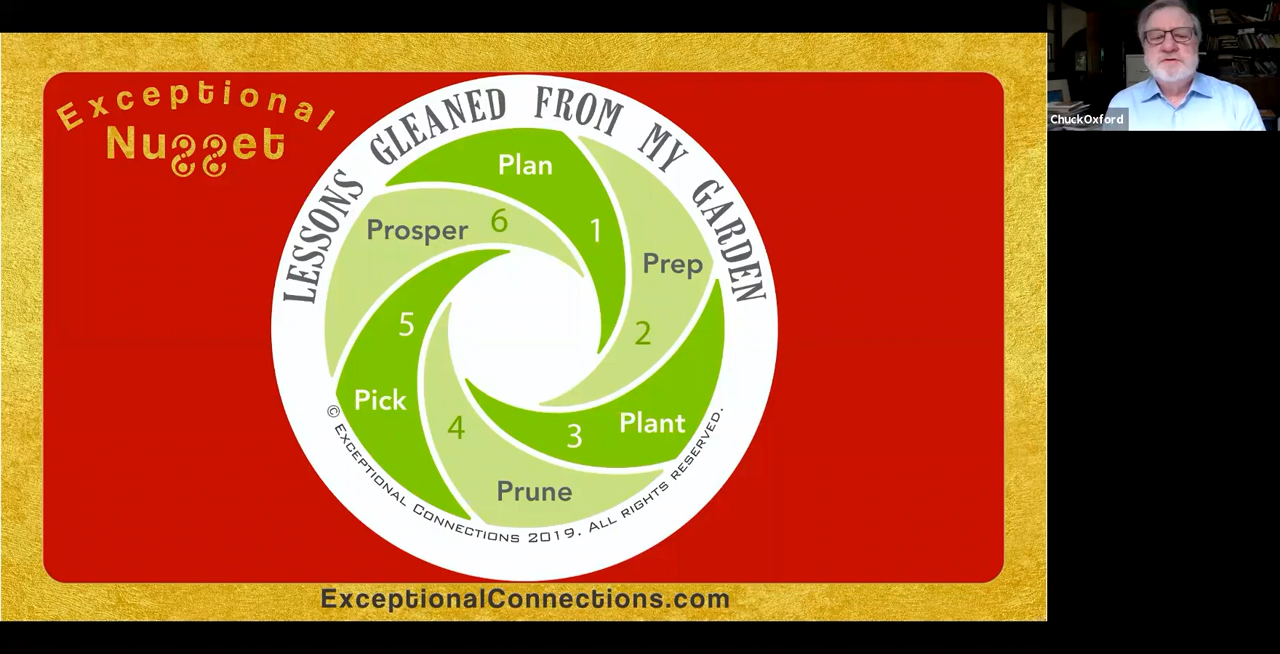 Exceptional
Nugget
LESSONS GLEANED FROM MY GARDEN
Plan
1
Prep
2
Plant
3
Prune
4
Pick
5
Prosper
6
© EXCEPTIONAL CONNECTIONS 2019. ALL RIGHTS RESERVED.
ExceptionalConnections.com
ChuckOxford